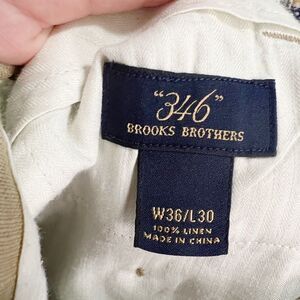 "346"
BROOKS BROTHERS
W36/L30
100% LINEN
MADE IN CHINA